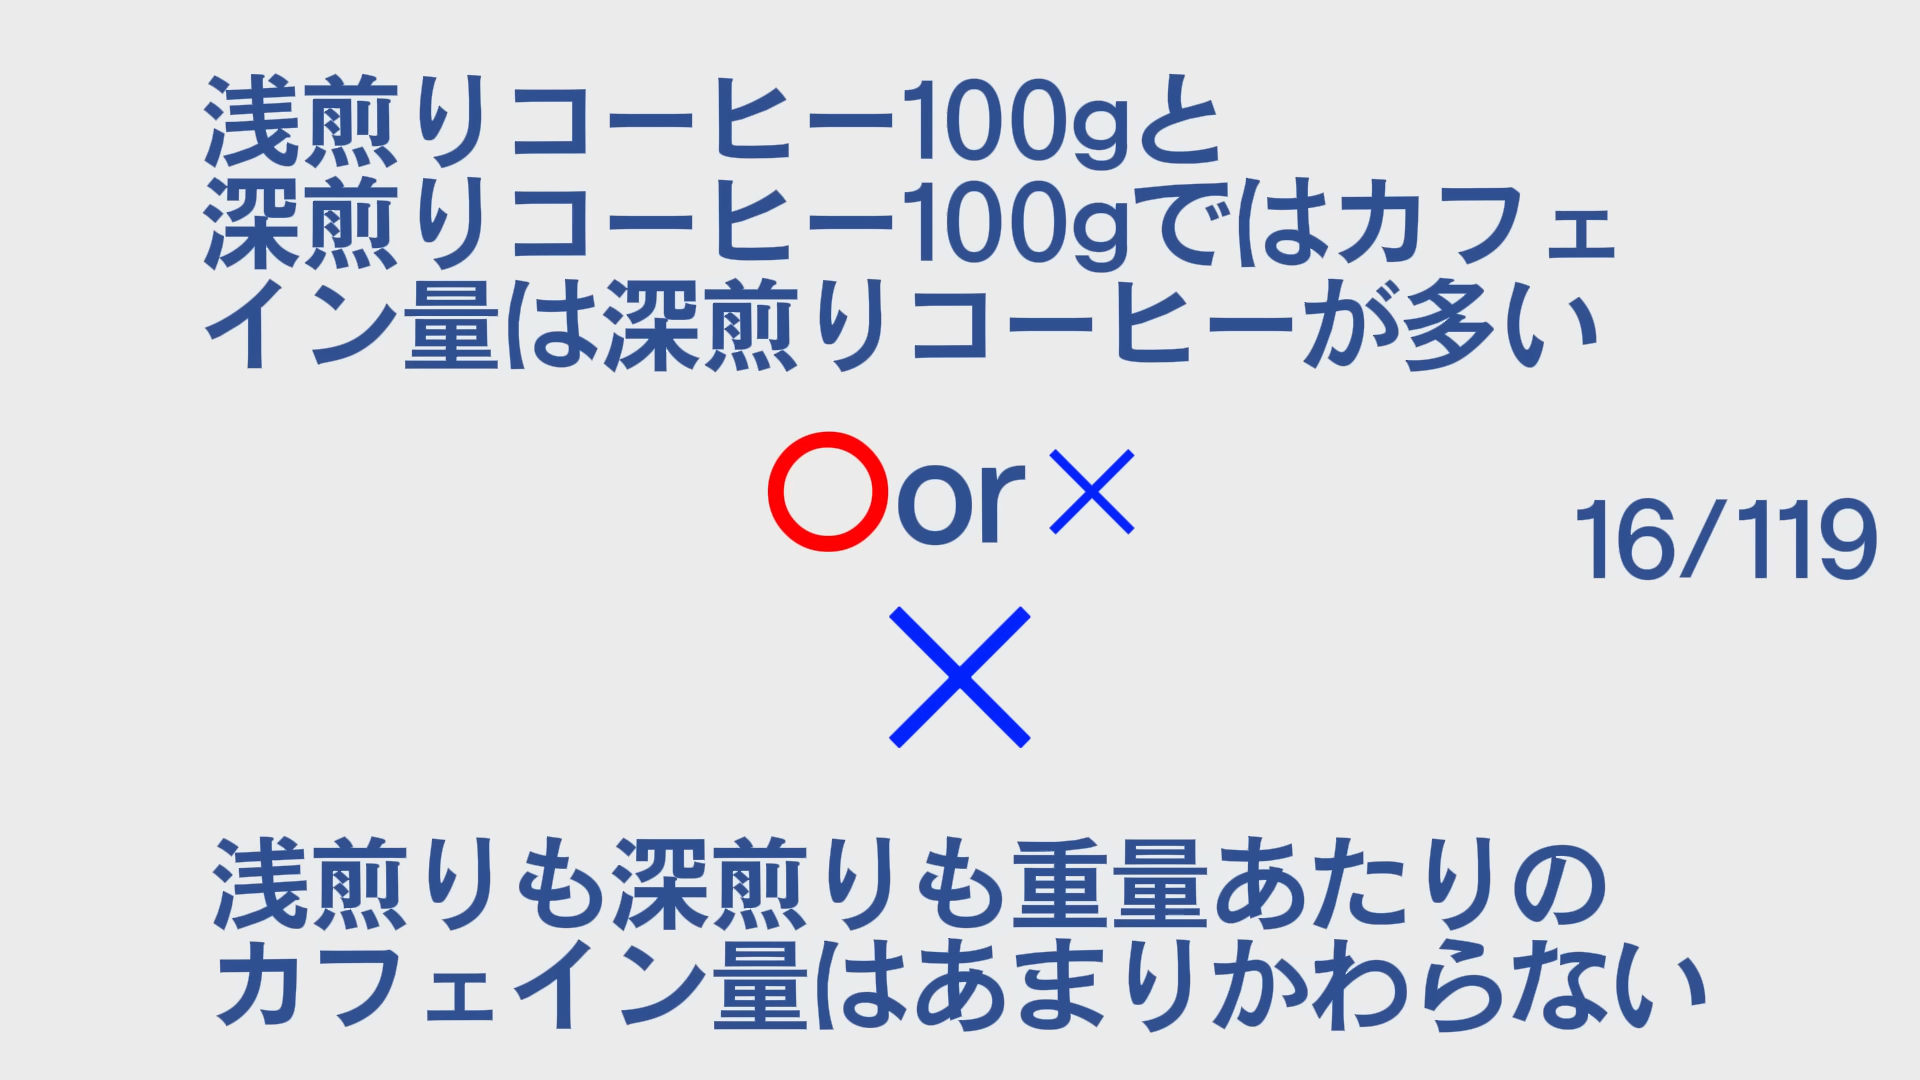 浅煎りコーヒー100gと
深煎りコーヒー100gではカフェ
イン量は深煎りコーヒーが多い
〇or×
16/119
×
浅煎りも深煎りも重量あたりの
カフェイン量はあまりかわらない